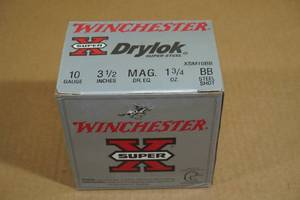 WINCHESTER
SUPER X
Drylok
SUPER-STEEL
XSM10BB
10 GAUGE
3 1/2 INCHES
MAG. DR. EQ.
1 3/4 OZ.
BB STEEL SHOT
WINCHESTER
SUPER X